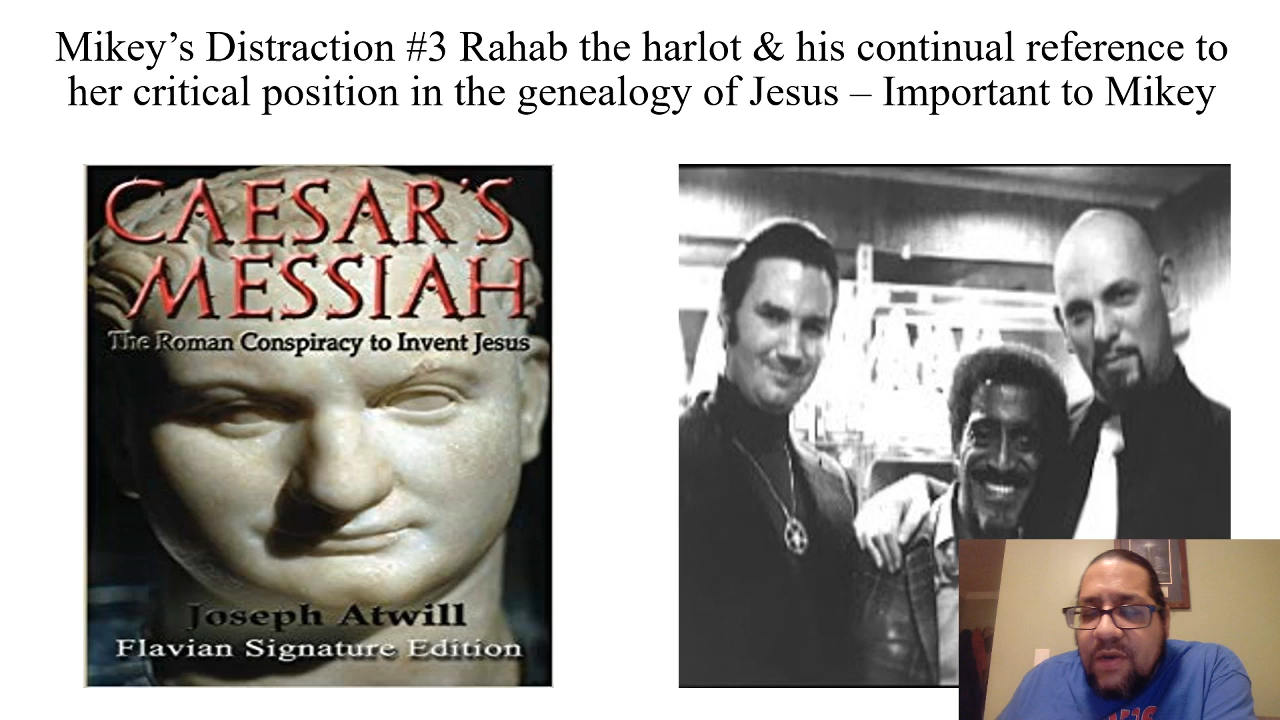 Mikey’s Distraction #3 Rahab the harlot & his continual reference to
her critical position in the genealogy of Jesus – Important to Mikey
CAESAR'S
MESSIAH
The Roman Conspiracy to Invent Jesus
Joseph Atwill
Flavian Signature Edition